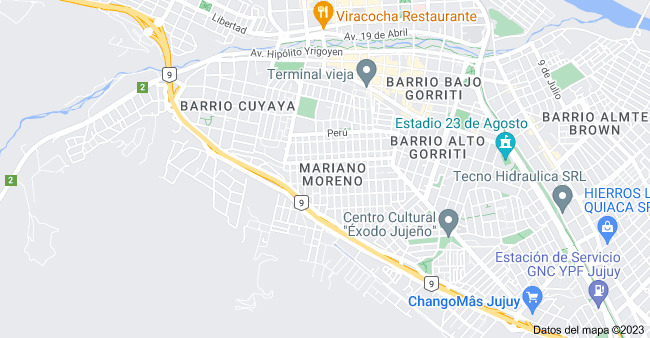 Libertad
Viracocha Restaurante
Av. 19 de Abril
Av. Hipólito Yrigoyen
Terminal vieja
9
2
BARRIO BAJO
GORRITI
9 de Julio
BARRIO CUYAYA
BARRIO ALMTE
BROWN
Perú
Estadio 23 de Agosto
BARRIO ALTO
GORRITI
MARIANO
MORENO
Tecno Hidraulica SRL
2
HIERROS L
QUIACA SR
9
Centro Cultural
"Éxodo Jujeño"
Estación de Servicio
GNC YPF Jujuy
9
ChangoMâs Jujuy
Datos del mapa ©2023